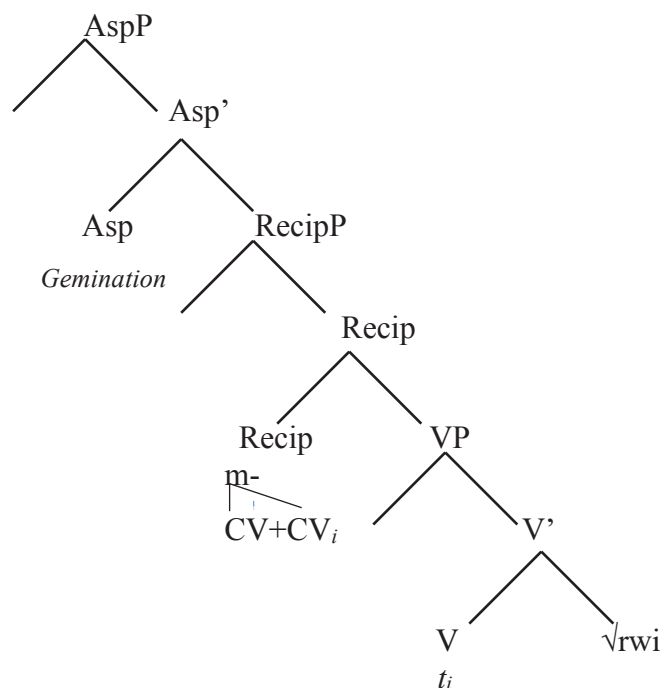 AspP
Asp’
Asp RecipP
Gemination
Recip
Recip VP
m-
CV+CVi V’
V √rwi
ti